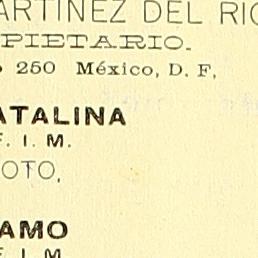 ARTINEZ DEL RIO
PIETARIO.
250 México, D. F,
ATALINA
F. I. M.
OTO,
AMO
F. I. M.